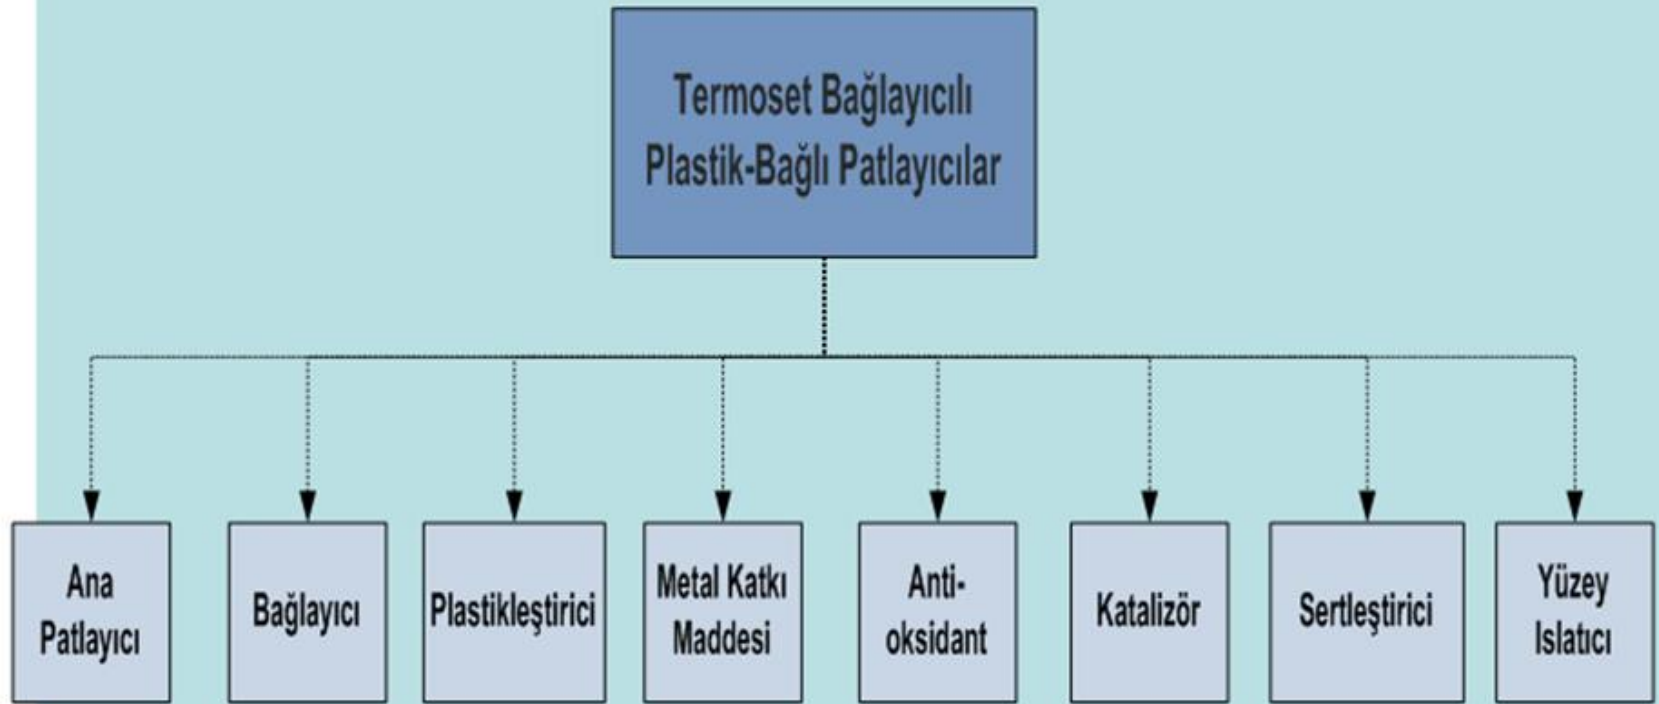 Termoset Bağlayıcılı
Plastik-Bağlı Patlayıcılar
Ana
Patlayıcı
Bağlayıcı
Plastikleştirici
Metal Katkı
Maddesi
Anti-
oksidant
Katalizör
Sertleştirici
Yüzey
Islatıcı